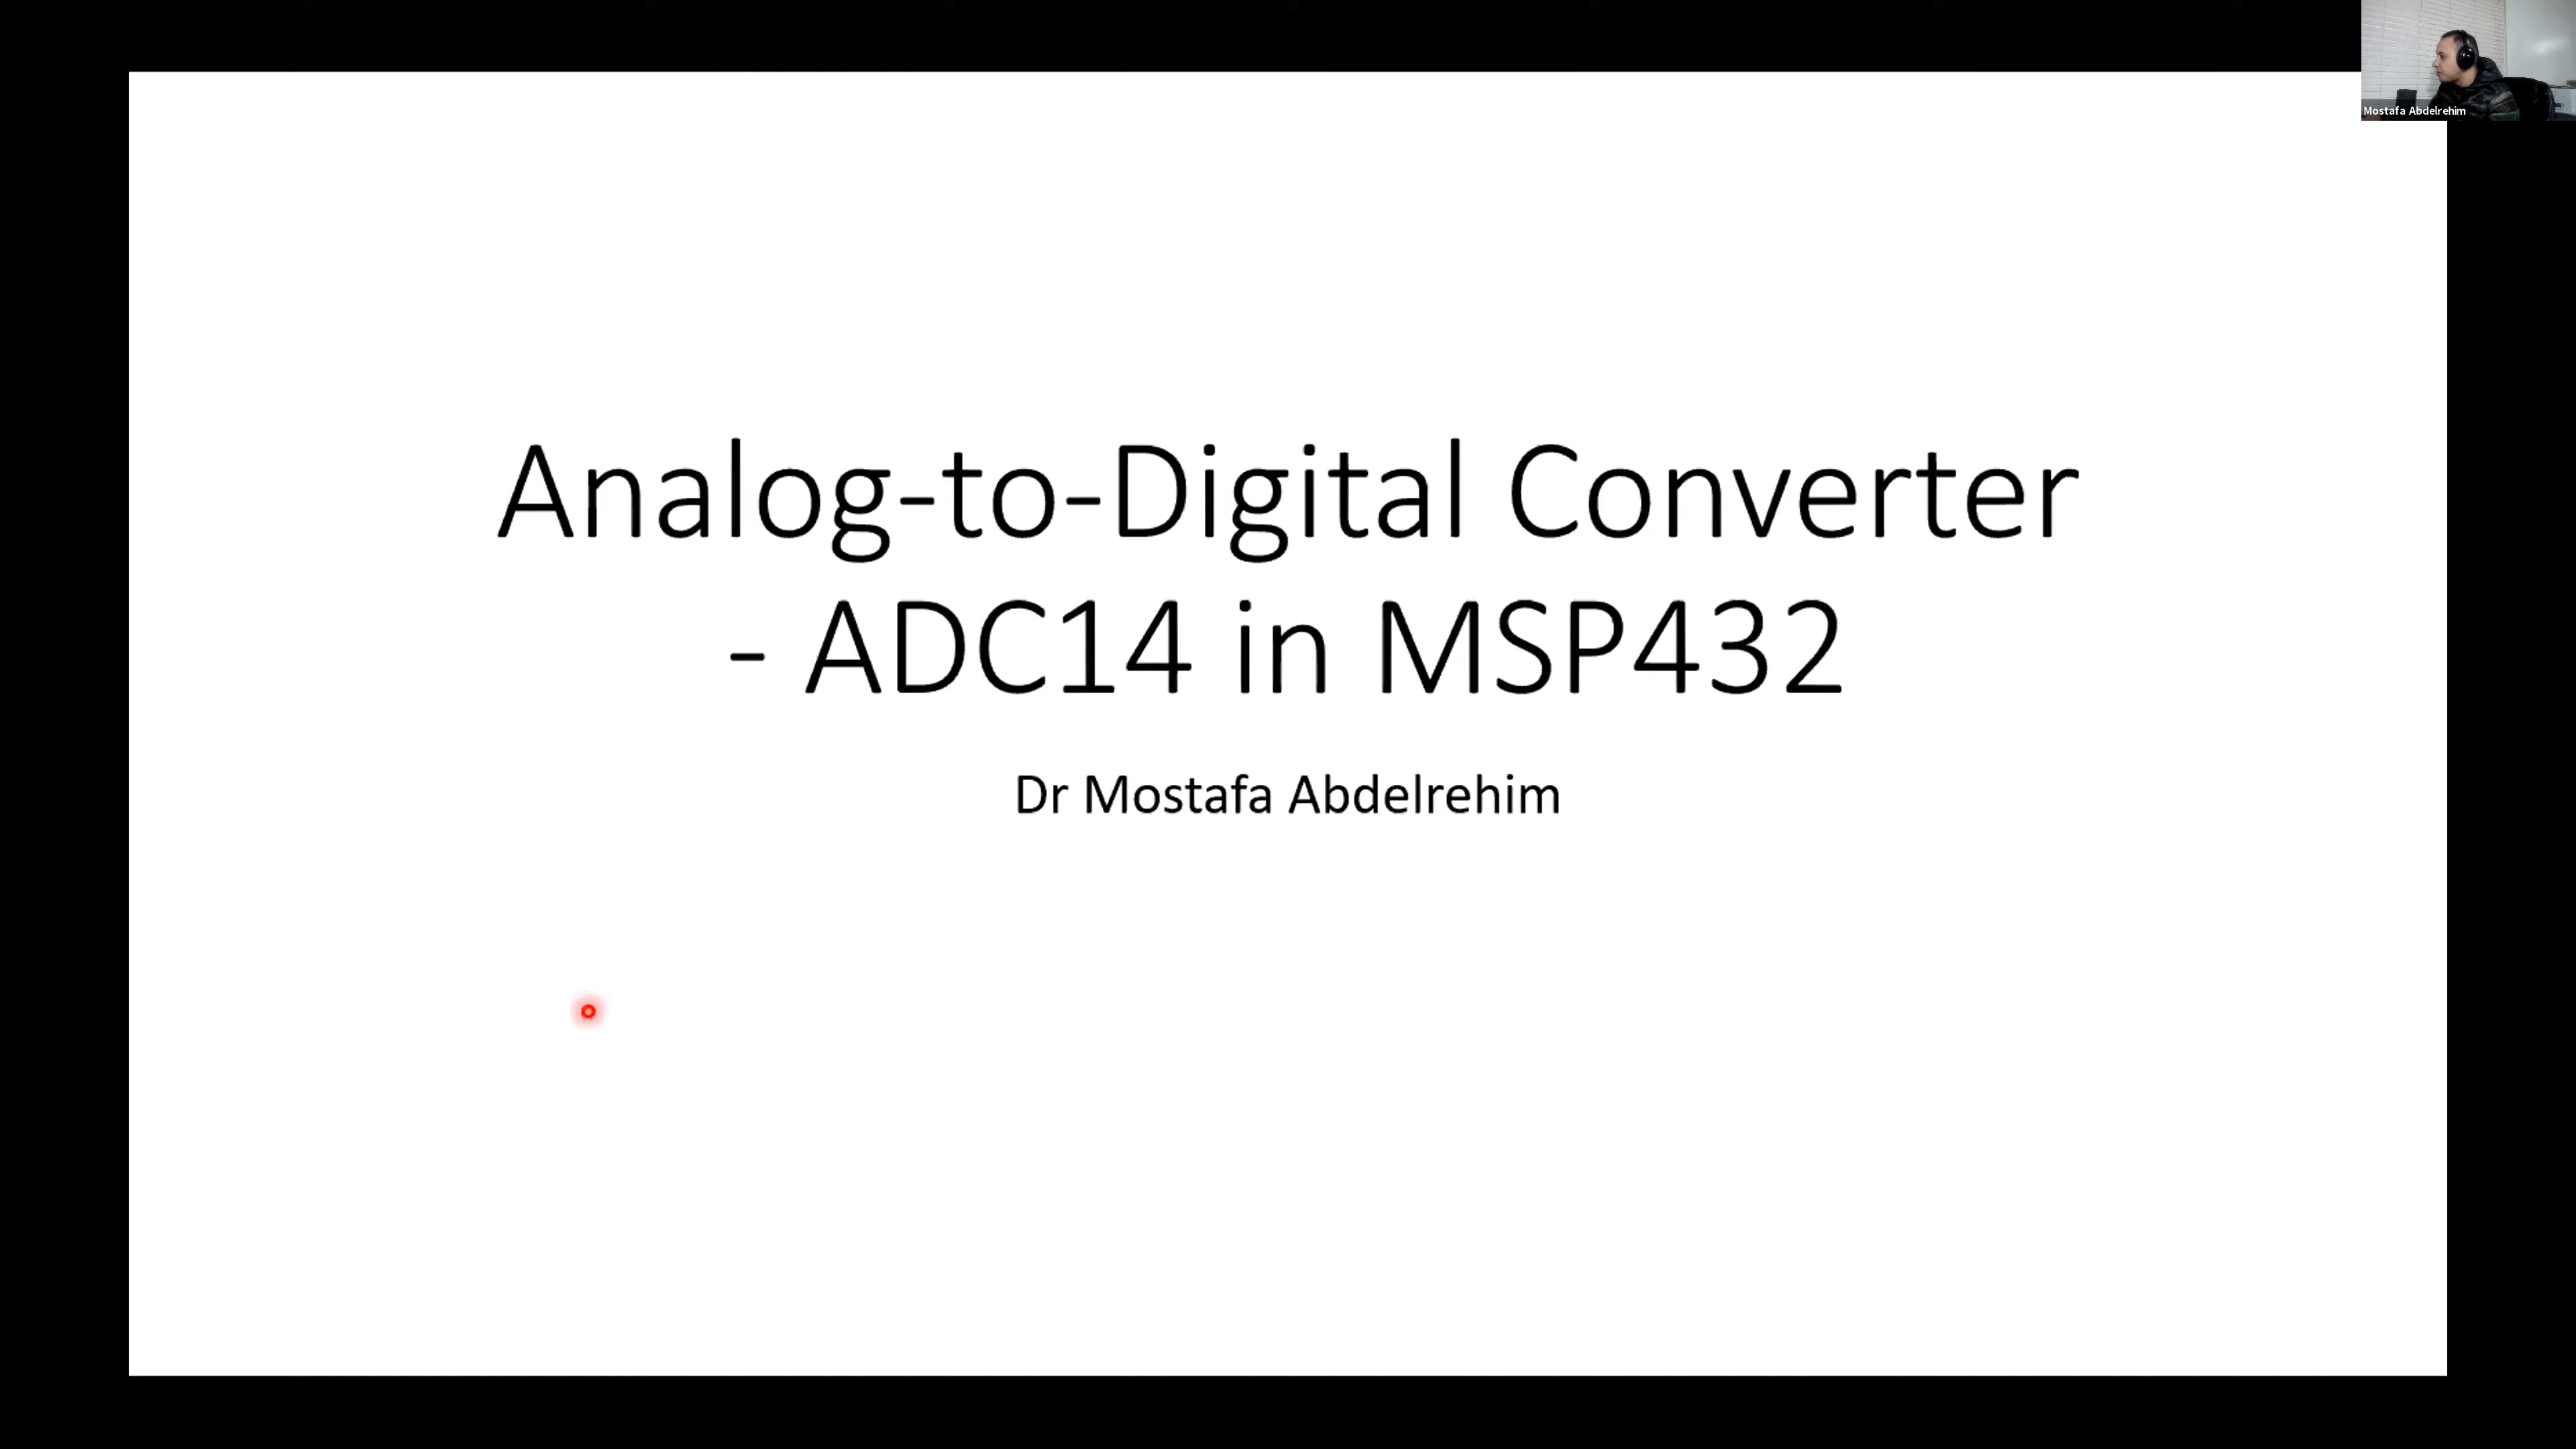 Mostafa Abdelrehim
Analog-to-Digital Converter
- ADC14 in MSP432
Dr Mostafa Abdelrehim